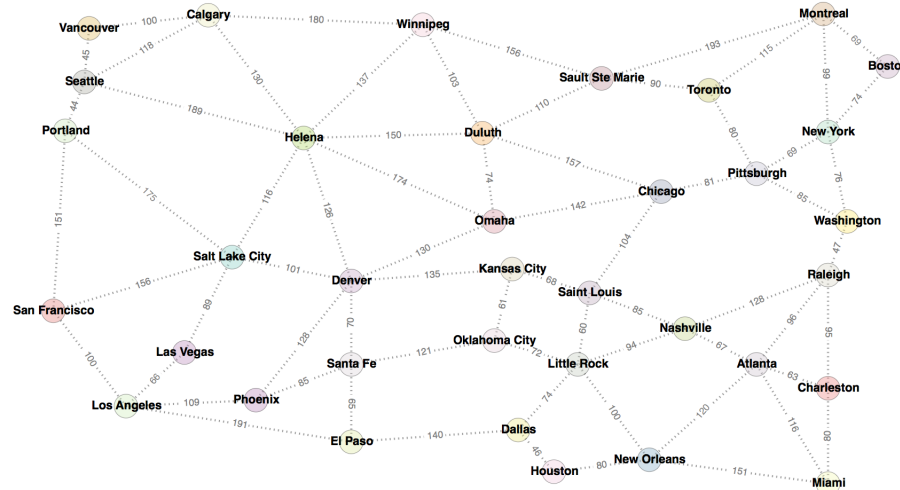 Calgary
Montreal
Vancouver
100
180
Winnipeg
118
45
156
193
115
69
Boston
Seattle
Sault Ste Marie
130
137
103
90
Toronto
99
74
44
189
110
Portland
Helena
150
Duluth
80
69
New York
157
74
Pittsburgh
76
175
116
174
Chicago
81
85
126
142
Omaha
Washington
151
130
104
47
Salt Lake City
101
Denver
135
Kansas City
68
Raleigh
156
Saint Louis
89
61
85
128
San Francisco
70
128
60
Nashville
96
95
100
Las Vegas
Oklahoma City
72
94
67
66
Santa Fe
121
Little Rock
Atlanta
63
Charleston
85
Los Angeles
109
Phoenix
74
100
120
116
80
191
65
El Paso
140
Dallas
46
Houston
80
New Orleans
151
Miami